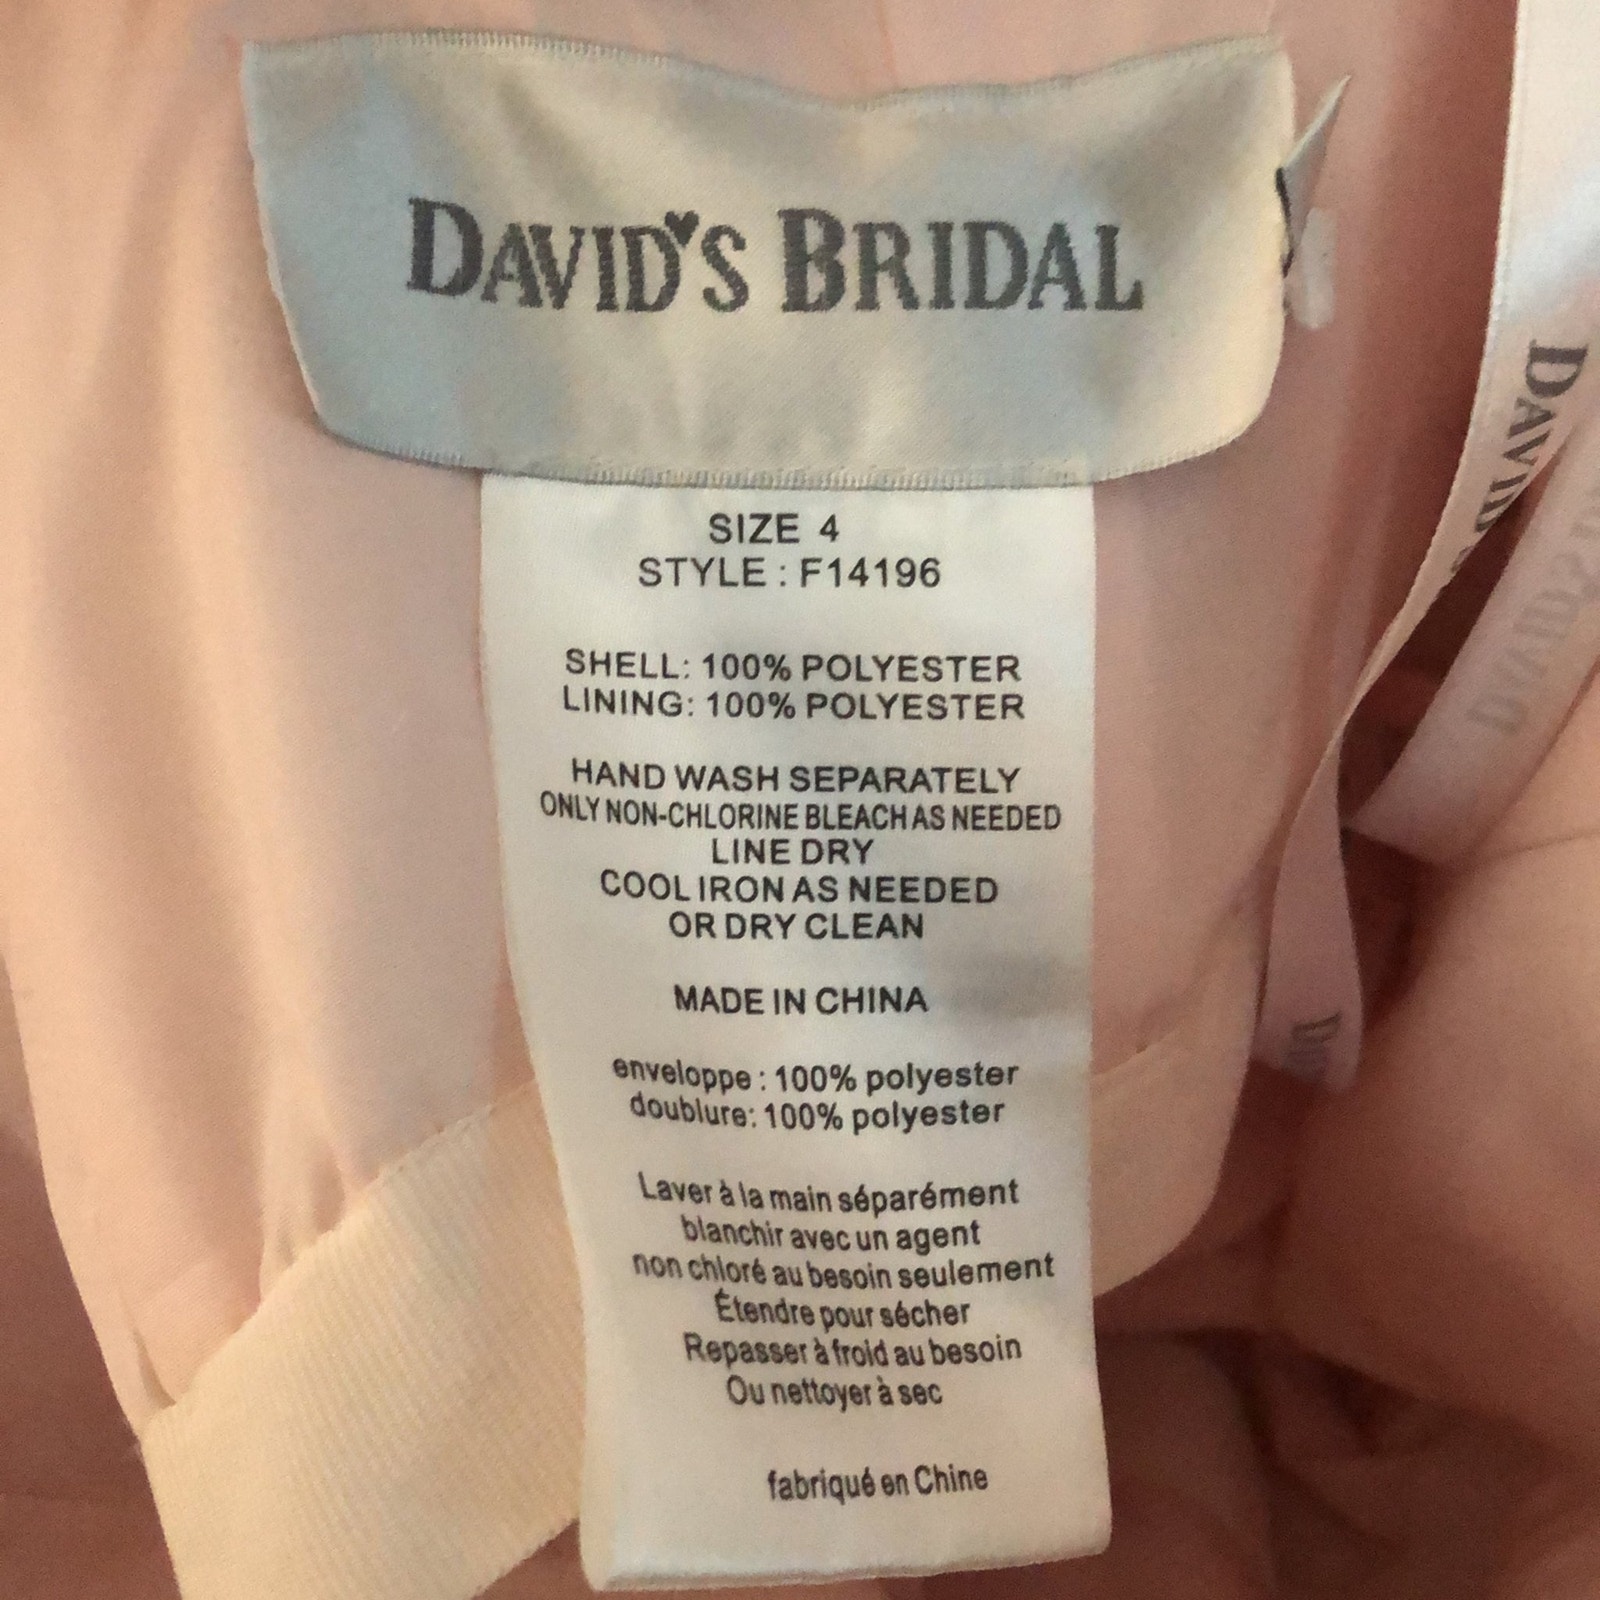 DAVID'S BRIDAL
SIZE 4
STYLE : F14196
SHELL: 100% POLYESTER
LINING: 100% POLYESTER
HAND WASH SEPARATELY
ONLY NON-CHLORINE BLEACH AS NEEDED
LINE DRY
COOL IRON AS NEEDED
OR DRY CLEAN
MADE IN CHINA
enveloppe : 100% polyester
doublure: 100% polyester
Laver à la main séparément
blanchir avec un agent
non chloré au besoin seulement
Étendre pour sécher
Repasser à froid au besoin
Ou nettoyer à sec
fabriqué en Chine
DAVID